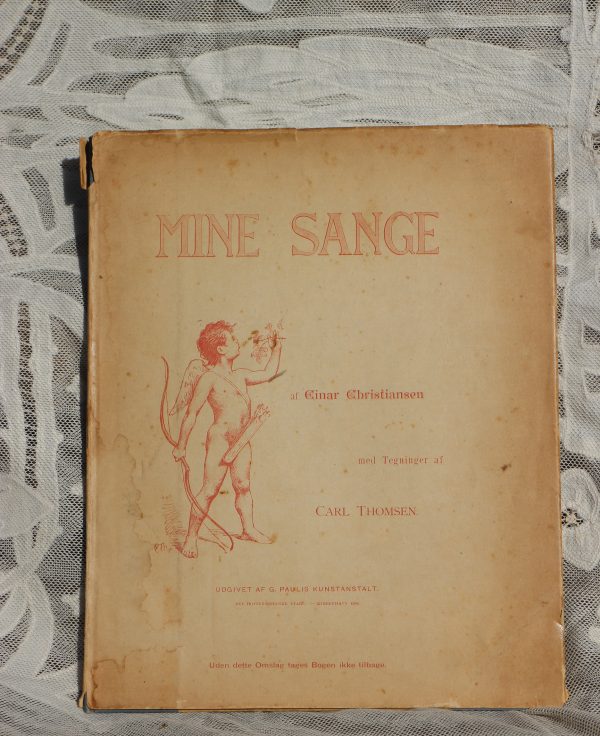 MINE SANGE
af Einar Christiansen
med Tegninger af
CARL THOMSEN
UDGIVET AF G. PAULIS KUNSTANSTALT.
Uden dette Omslag tages Bogen ikke tilbage.